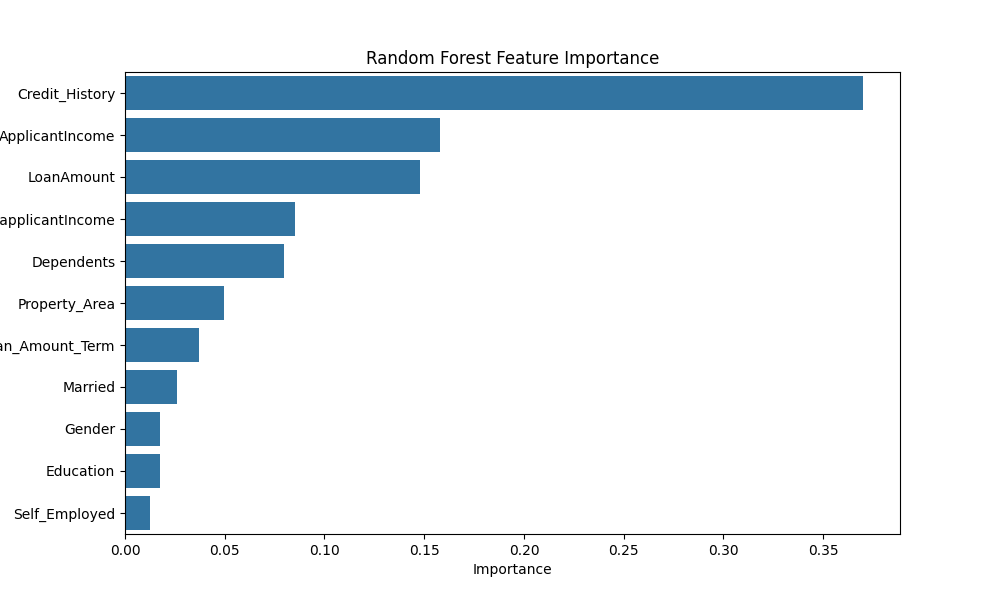 Random Forest Feature Importance
Credit_History
ApplicantIncome
LoanAmount
applicantIncome
Dependents
Property_Area
an_Amount_Term
Married
Gender
Education
Self_Employed
0.00 0.05 0.10 0.15 0.20 0.25 0.30 0.35
Importance